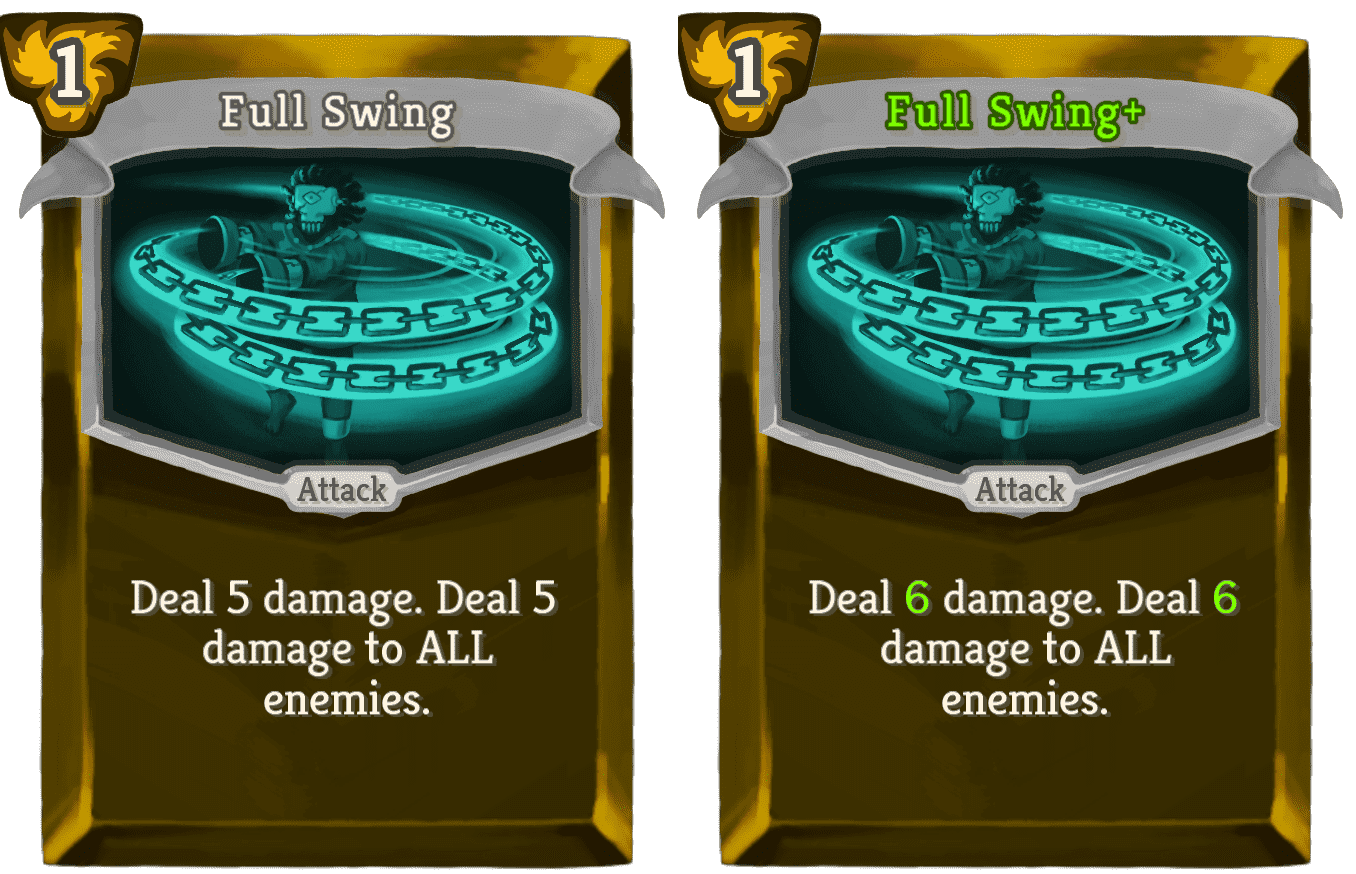 1
Full Swing
Attack
Deal 5 damage. Deal 5
damage to ALL
enemies.
1
Full Swing+
Attack
Deal 6 damage. Deal 6
damage to ALL
enemies.